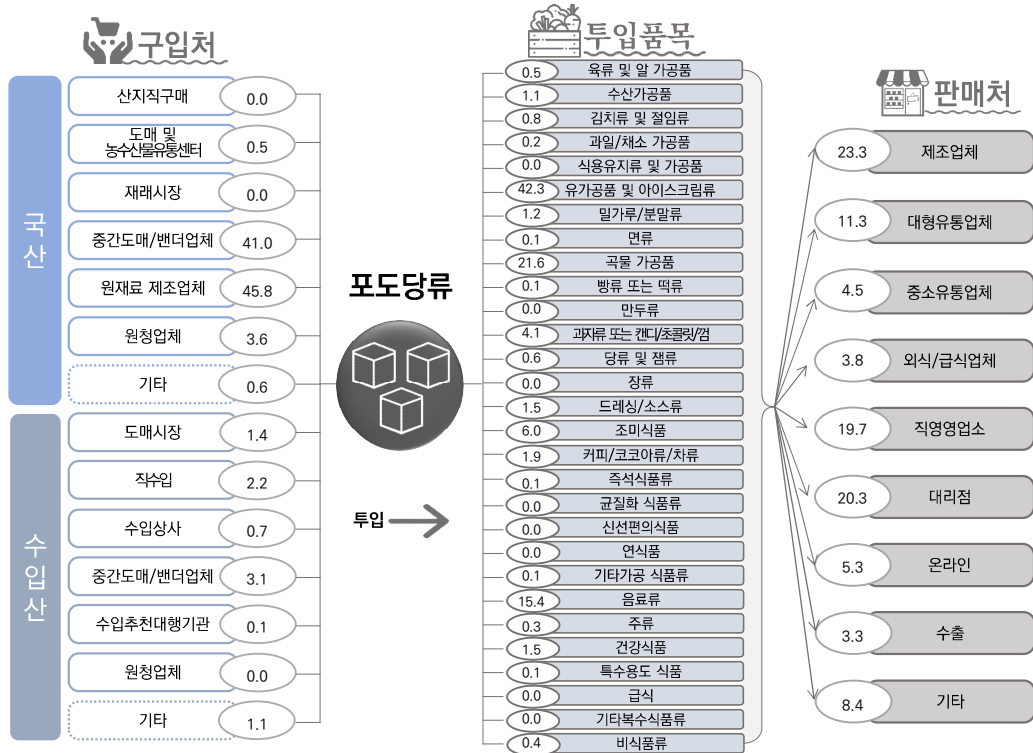 구입처
국산
산지직구매 0.0
도매 및
농수산물유통센터 0.5
재래시장 0.0
중간도매/밴더업체 41.0
원재료 제조업체 45.8
원청업체 3.6
기타 0.6
수입산
도매시장 1.4
직수입 2.2
수입상사 0.7
중간도매/밴더업체 3.1
수입추천대행기관 0.1
원청업체 0.0
기타 1.1
포도당류
투입
투입품목
0.5 육류 및 알 가공품
1.1 수산가공품
0.8 김치류 및 절임류
0.2 과일/채소 가공품
0.0 식용유지류 및 가공품
42.3 유가공품 및 아이스크림류
1.2 밀가루/분말류
0.1 면류
21.6 곡물 가공품
0.1 빵류 또는 떡류
0.0 만두류
4.1 과자류 또는 캔디/초콜릿/껌
0.6 당류 및 잼류
0.0 장류
1.5 드레싱/소스류
6.0 조미식품
1.9 커피/코코아류/차류
0.1 즉석식품류
0.0 균질화 식품류
0.0 신선편의식품
0.0 연식품
0.1 기타가공 식품류
15.4 음료류
0.3 주류
1.5 건강식품
0.1 특수용도 식품
0.0 급식
0.0 기타복수식품류
0.4 비식품류
판매처
23.3 제조업체
11.3 대형유통업체
4.5 중소유통업체
3.8 외식/급식업체
19.7 직영영업소
20.3 대리점
5.3 온라인
3.3 수출
8.4 기타